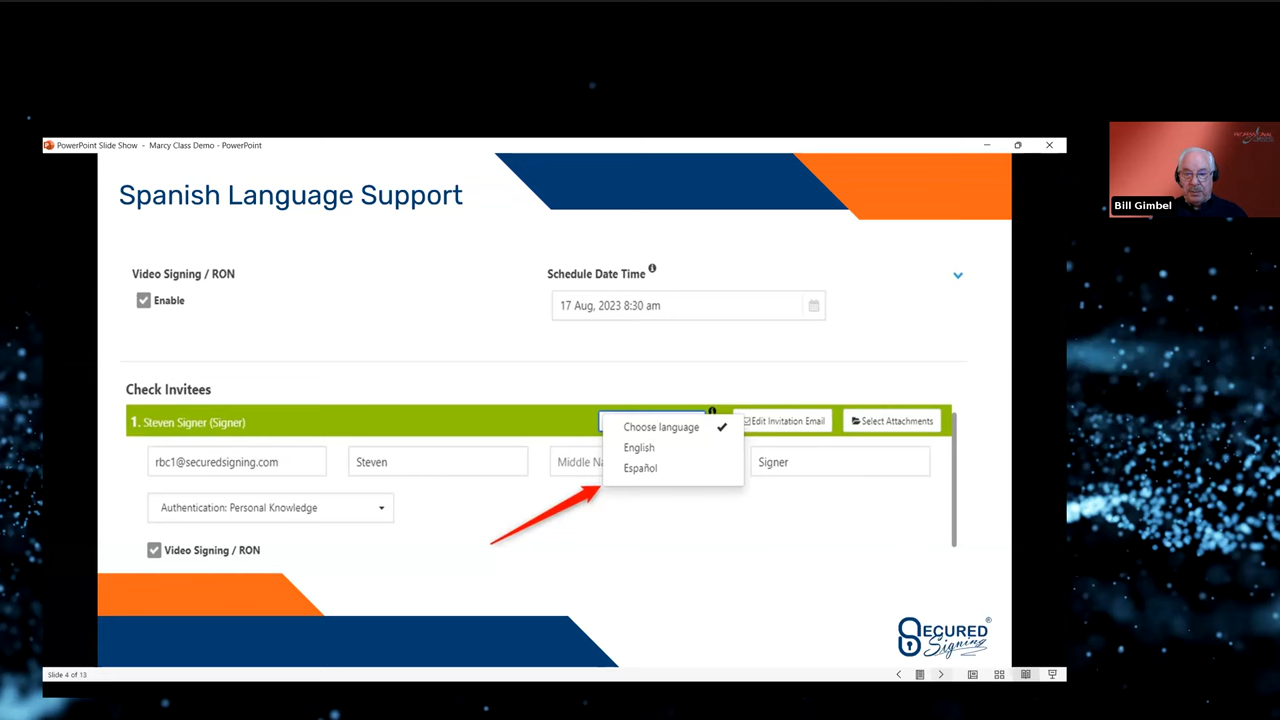 PowerPoint Slide Show - Marcy Class Demo - PowerPoint
Spanish Language Support
Video Signing / RON
Enable
Schedule Date Time
17 Aug, 2023 8:30 am
Check Invitees
1. Steven Signer (Signer)
Choose language
English
Español
Edit Invitation Email
Select Attachments
rbc1@securedsigning.com
Steven
Middle Na
Signer
Authentication: Personal Knowledge
Video Signing / RON
SECURED
Signing
®
Slide 4 of 13
Bill Gimbel